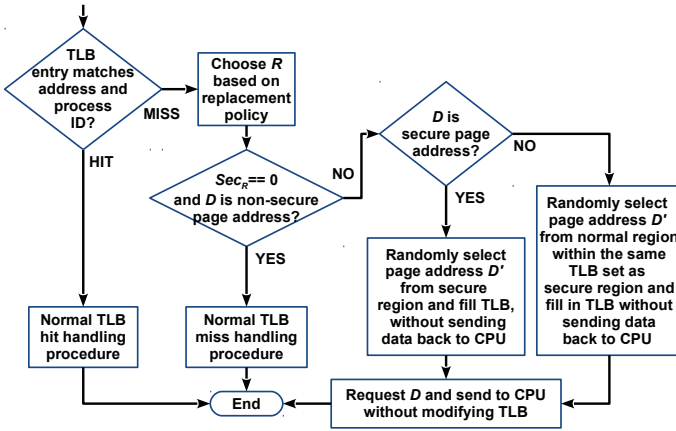 TLB
entry matches
address and
process
ID?
MISS
HIT
Choose R
based on
replacement
policy
SecR== 0
and D is non-secure
page address?
NO
YES
D is
secure page
address?
NO
YES
Randomly select
page address D'
from secure
region and fill TLB,
without sending
data back to CPU
Randomly select
page address D'
from normal region
within the same
TLB set as
secure region and
fill in TLB without
sending data
back to CPU
Normal TLB
hit handling
procedure
Normal TLB
miss handling
procedure
End
Request D and send to CPU
without modifying TLB